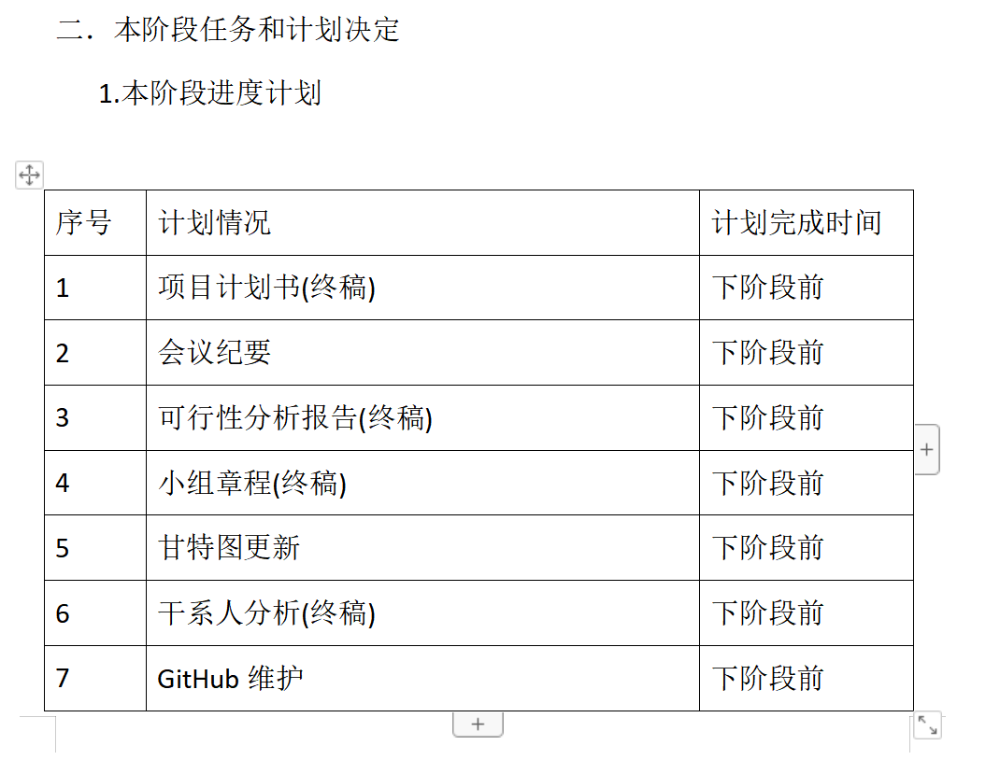 二．本阶段任务和计划决定
1.本阶段进度计划
序号 计划情况 计划完成时间
1 项目计划书(终稿) 下阶段前
2 会议纪要 下阶段前
3 可行性分析报告(终稿) 下阶段前
4 小组章程(终稿) 下阶段前
5 甘特图更新 下阶段前
6 干系人分析(终稿) 下阶段前
7 GitHub 维护 下阶段前